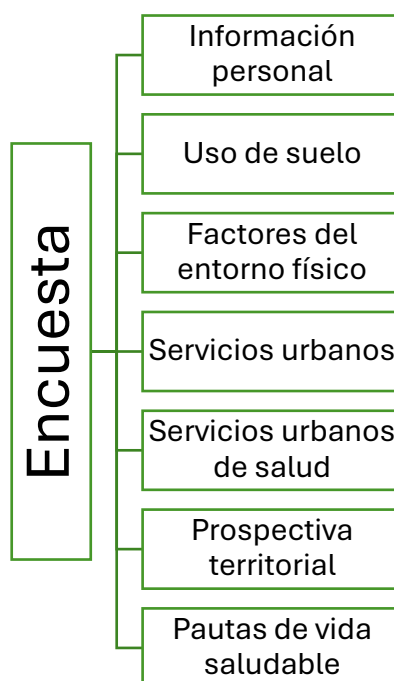 Encuesta
Información
personal
Uso de suelo
Factores del
entorno físico
Servicios urbanos
Servicios urbanos
de salud
Prospectiva
territorial
Pautas de vida
saludable